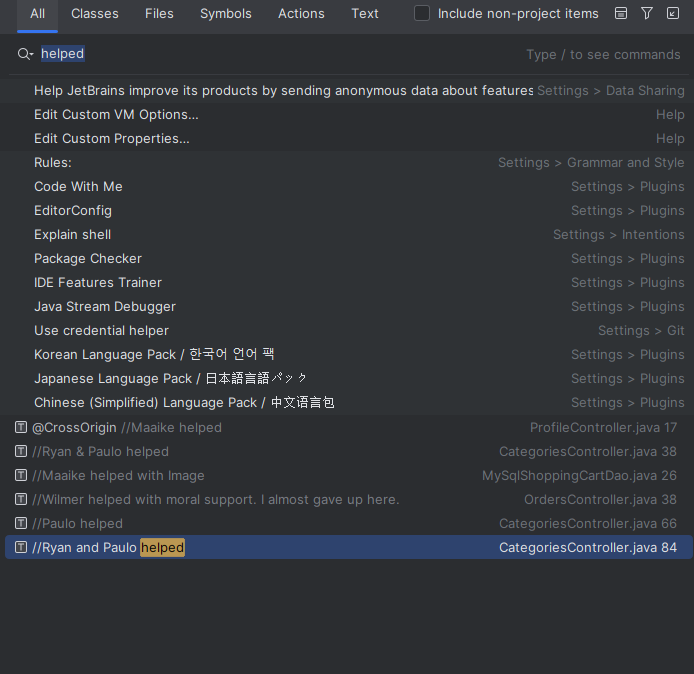 All Classes Files Symbols Actions Text Include non-project items
helped Type / to see commands
Help JetBrains improve its products by sending anonymous data about features Settings > Data Sharing
Edit Custom VM Options... Help
Edit Custom Properties... Help
Rules: Settings > Grammar and Style
Code With Me Settings > Plugins
EditorConfig Settings > Plugins
Explain shell Settings > Intentions
Package Checker Settings > Plugins
IDE Features Trainer Settings > Plugins
Java Stream Debugger Settings > Plugins
Use credential helper Settings > Git
Korean Language Pack / 한국어 언어 팩 Settings > Plugins
Japanese Language Pack / 日本語言語パック Settings > Plugins
Chinese (Simplified) Language Pack / 中文语言包 Settings > Plugins
T @CrossOrigin //Maaike helped ProfileController.java 17
T //Ryan & Paulo helped CategoriesController.java 38
T //Maaike helped with Image MySqlShoppingCartDao.java 26
T //Wilmer helped with moral support. I almost gave up here. OrdersController.java 38
T //Paulo helped CategoriesController.java 66
T //Ryan and Paulo helped CategoriesController.java 84